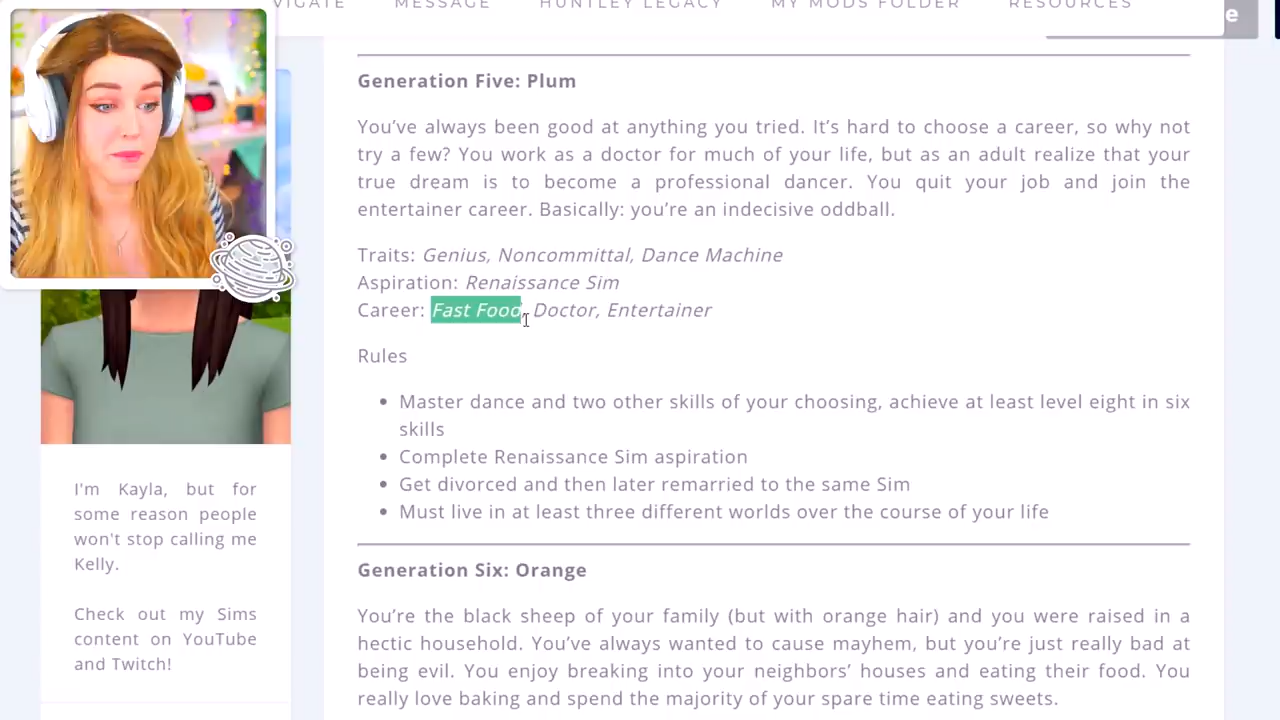 MESSAGE
HUNTLEY LEGACY
MY MODS FOLDER
RESOURCES
Generation Five: Plum
You’ve always been good at anything you tried. It’s hard to choose a career, so why not
try a few? You work as a doctor for much of your life, but as an adult realize that your
true dream is to become a professional dancer. You quit your job and join the
entertainer career. Basically: you’re an indecisive oddball.
Traits: Genius, Noncommittal, Dance Machine
Aspiration: Renaissance Sim
Career: Fast Food, Doctor, Entertainer
Rules
Master dance and two other skills of your choosing, achieve at least level eight in six
skills
Complete Renaissance Sim aspiration
Get divorced and then later remarried to the same Sim
Must live in at least three different worlds over the course of your life
Generation Six: Orange
You’re the black sheep of your family (but with orange hair) and you were raised in a
hectic household. You’ve always wanted to cause mayhem, but you’re just really bad at
being evil. You enjoy breaking into your neighbors’ houses and eating their food. You
really love baking and spend the majority of your spare time eating sweets.
I'm Kayla, but for
some reason people
won't stop calling me
Kelly.
Check out my Sims
content on YouTube
and Twitch!